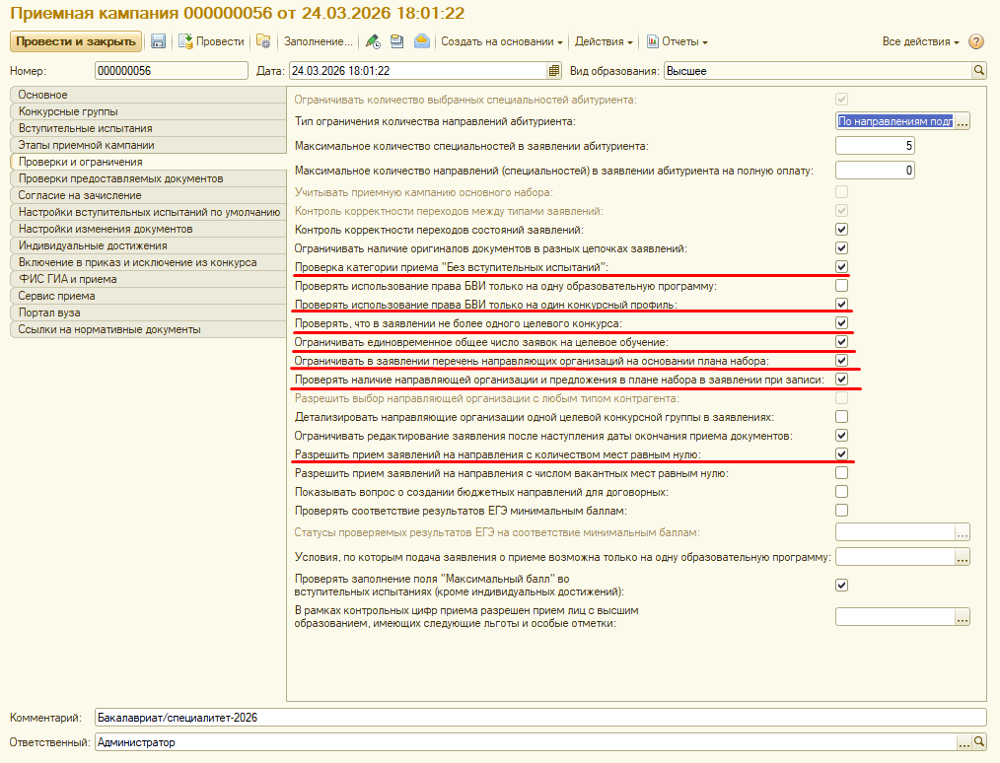 Приемная кампания 000000056 от 24.03.2026 18:01:22
Провести и закрыть Провести Заполнение... Создать на основании Действия Отчеты Все действия ?
Номер: 000000056 Дата: 24.03.2026 18:01:22 Вид образования: Высшее
Основное
Конкурсные группы
Вступительные испытания
Этапы приемной кампании
Проверки и ограничения
Проверки предоставляемых документов
Согласие на зачисление
Настройки вступительных испытаний по умолчанию
Настройки изменения документов
Индивидуальные достижения
Включение в приказ и исключение из конкурса
ФИС ГИА и приема
Сервис приема
Портал вуза
Ссылки на нормативные документы
Ограничивать количество выбранных специальностей абитуриента:
Тип ограничения количества направлений абитуриента: По направлениям подг ...
Максимальное количество специальностей в заявлении абитуриента: 5
Максимальное количество направлений (специальностей) в заявлении абитуриента на полную оплату: 0
Учитывать приемную кампанию основного набора:
Контроль корректности переходов между типами заявлений:
Контроль корректности переходов состояний заявлений:
Ограничивать наличие оригиналов документов в разных цепочках заявлений:
Проверка категории приема "Без вступительных испытаний":
Проверять использование права БВИ только на одну образовательную программу:
Проверять использование права БВИ только на один конкурсный профиль:
Проверять, что в заявлении не более одного целевого конкурса:
Ограничивать единовременное общее число заявок на целевое обучение:
Ограничивать в заявлении перечень направляющих организаций на основании плана набора:
Проверять наличие направляющей организации и предложения в плане набора в заявлении при записи:
Разрешить выбор направляющей организации с любым типом контрагента:
Детализировать направляющие организации одной целевой конкурсной группы в заявлениях:
Ограничивать редактирование заявления после наступления даты окончания приема документов:
Разрешить прием заявлений на направления с количеством мест равным нулю:
Разрешить прием заявлений на направления с числом вакантных мест равным нулю:
Показывать вопрос о создании бюджетных направлений для договорных:
Проверять соответствие результатов ЕГЭ минимальным баллам:
Статусы проверяемых результатов ЕГЭ на соответствие минимальным баллам: ...
Условия, по которым подача заявления о приеме возможна только на одну образовательную программу: ...
Проверять заполнение поля "Максимальный балл" во
вступительных испытаниях (кроме индивидуальных достижений):
В рамках контрольных цифр приема разрешен прием лиц с высшим
образованием, имеющих следующие льготы и особые отметки: ...
Комментарий: Бакалавриат/специалитет-2026
Ответственный: Администратор ...